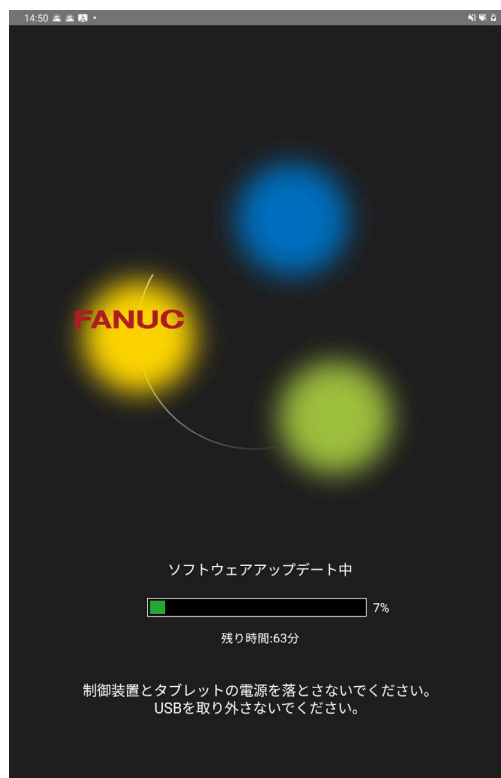 14:50
FANUC
ソフトウェアアップデート中
7%
残り時間:63分
制御装置とタブレットの電源を落とさないでください。
USBを取り外さないでください。